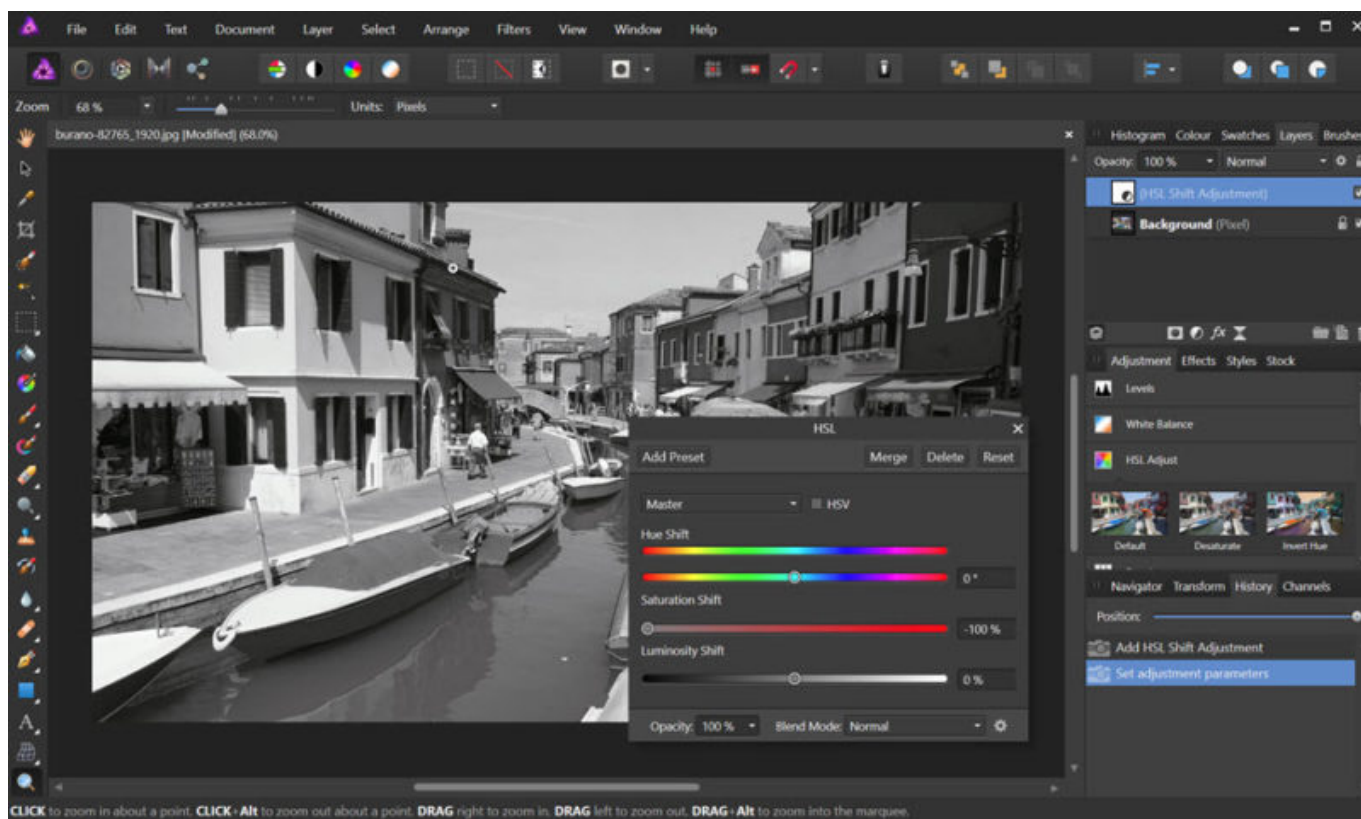 File Edit Text Document Layer Select Arrange Filters View Window Help
Zoom 68 % Units: Pixels
burano-82765_1920.jpg [Modified] (68.0%)
Histogram Colour Swatches Layers Brushes
Opacity: 100 % Normal
(HSL Shift Adjustment)
Background (Pixel)
fx
Adjustment Effects Styles Stock
Levels
White Balance
HSL Adjust
Default Desaturate Invert Hue
HSL
Add Preset Merge Delete Reset
Master HSV
Hue Shift
0 °
Saturation Shift
-100 %
Luminosity Shift
0 %
Opacity: 100 % Blend Mode: Normal
Navigator Transform History Channels
Position:
Add HSL Shift Adjustment
Set adjustment parameters
A
CLICK to zoom in about a point. CLICK+Alt to zoom out about a point. DRAG right to zoom in. DRAG left to zoom out. DRAG+Alt to zoom into the marquee.